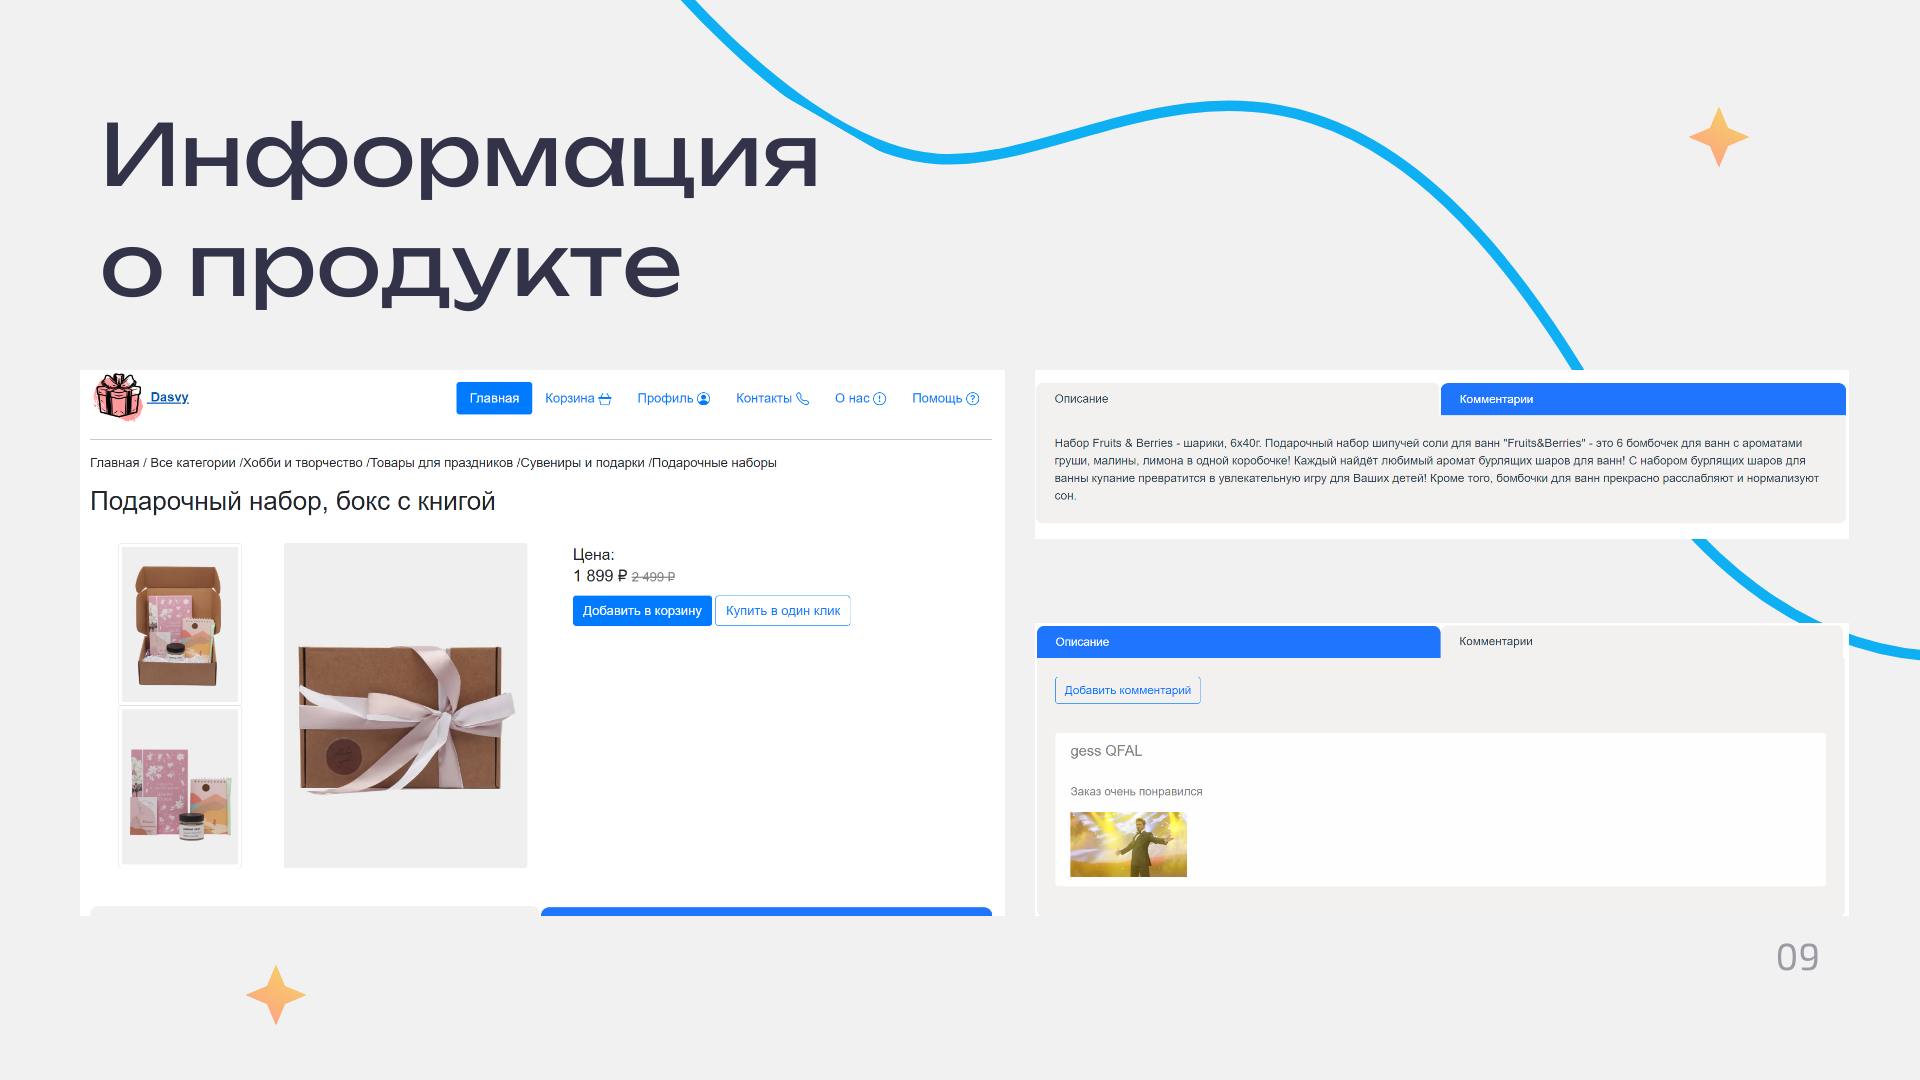 Информация
о продукте
Dasvy
Главная
Корзина
Профиль
Контакты
О нас
Помощь
Главная / Все категории /Хобби и творчество /Товары для праздников /Сувениры и подарки /Подарочные наборы
Подарочный набор, бокс с книгой
Цена:
1 899 ₽ 2 499 ₽
Добавить в корзину
Купить в один клик
Описание
Комментарии
Набор Fruits & Berries - шарики, 6x40г. Подарочный набор шипучей соли для ванн "Fruits&Berries" - это 6 бомбочек для ванн с ароматами
груши, малины, лимона в одной коробочке! Каждый найдёт любимый аромат бурлящих шаров для ванн! С набором бурлящих шаров для
ванны купание превратится в увлекательную игру для Ваших детей! Кроме того, бомбочки для ванн прекрасно расслабляют и нормализуют
сон.
Описание
Комментарии
Добавить комментарий
gess QFAL
Заказ очень понравился
09